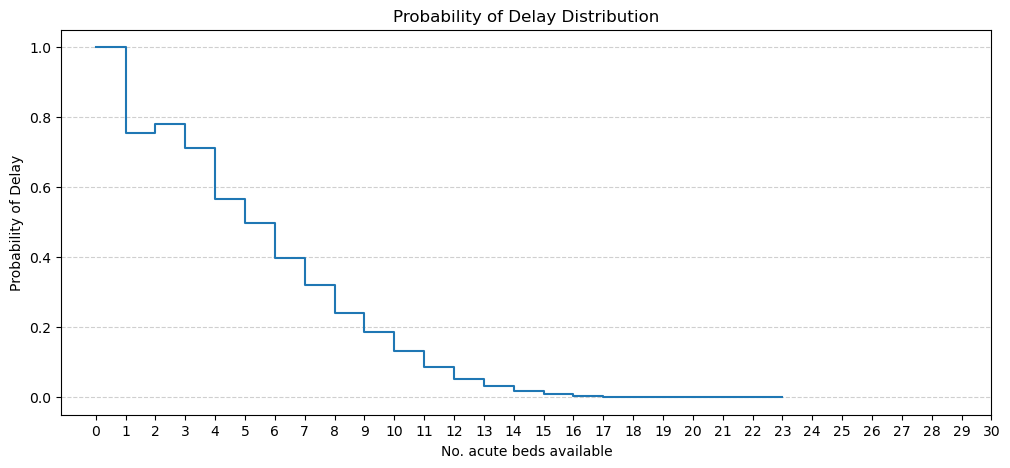 Probability of Delay Distribution
Probability of Delay
1.0
0.8
0.6
0.4
0.2
0.0
0 1 2 3 4 5 6 7 8 9 10 11 12 13 14 15 16 17 18 19 20 21 22 23 24 25 26 27 28 29 30
No. acute beds available